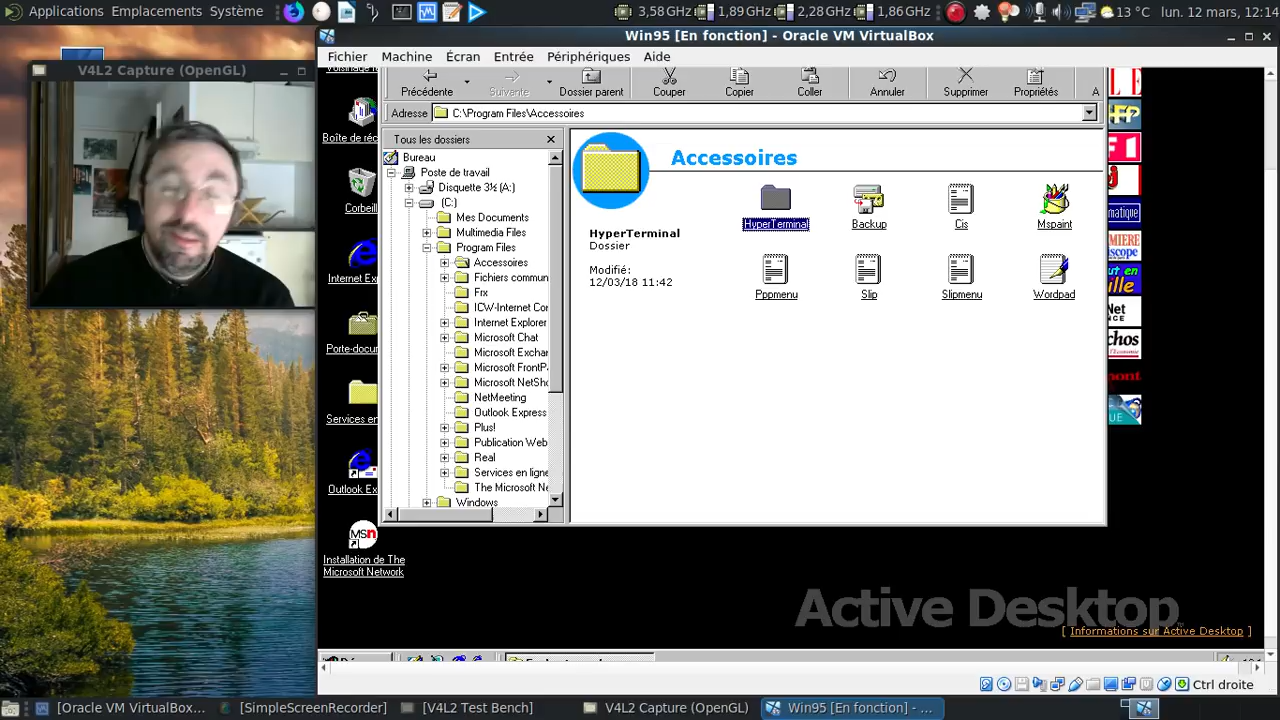 Applications Emplacements Système
3,58 GHz 1,89 GHz 2,28 GHz 1,86 GHz
13 °C lun. 12 mars, 12:14
V4L2 Capture (OpenGL)
Win95 [En fonction] - Oracle VM VirtualBox
Fichier Machine Écran Entrée Périphériques Aide
Précédente Suivante Dossier parent Couper Copier Coller Annuler Supprimer Propriétés A
Adresse C:\Program Files\Accessoires
Tous les dossiers
Bureau
Poste de travail
Disquette 3½ (A:)
(C:)
Mes Documents
Multimedia Files
Program Files
Accessoires
Fichiers commun
Frx
ICW-Internet Co
Internet Explorer
Microsoft Chat
Microsoft Exchar
Microsoft FrontP
Microsoft NetSho
NetMeeting
Outlook Express
Plus!
Publication Web
Real
Services en ligne
The Microsoft Ne
Windows
Accessoires
HyperTerminal
Dossier
Modifié:
12/03/18 11:42
HyperTerminal Backup Cis Mspaint
Pppmenu Slip Slipmenu Wordpad
Boîte de réc
Corbeill
Internet Ex
Porte-docu
Services en
Outlook Ex
MSN
Installation de The
Microsoft Network
Active Desktop
[ Informations sur Active Desktop ]
Ctrl droite
[Oracle VM VirtualBox...
[SimpleScreenRecorder]
[V4L2 Test Bench]
V4L2 Capture (OpenGL)
Win95 [En fonction] - ...